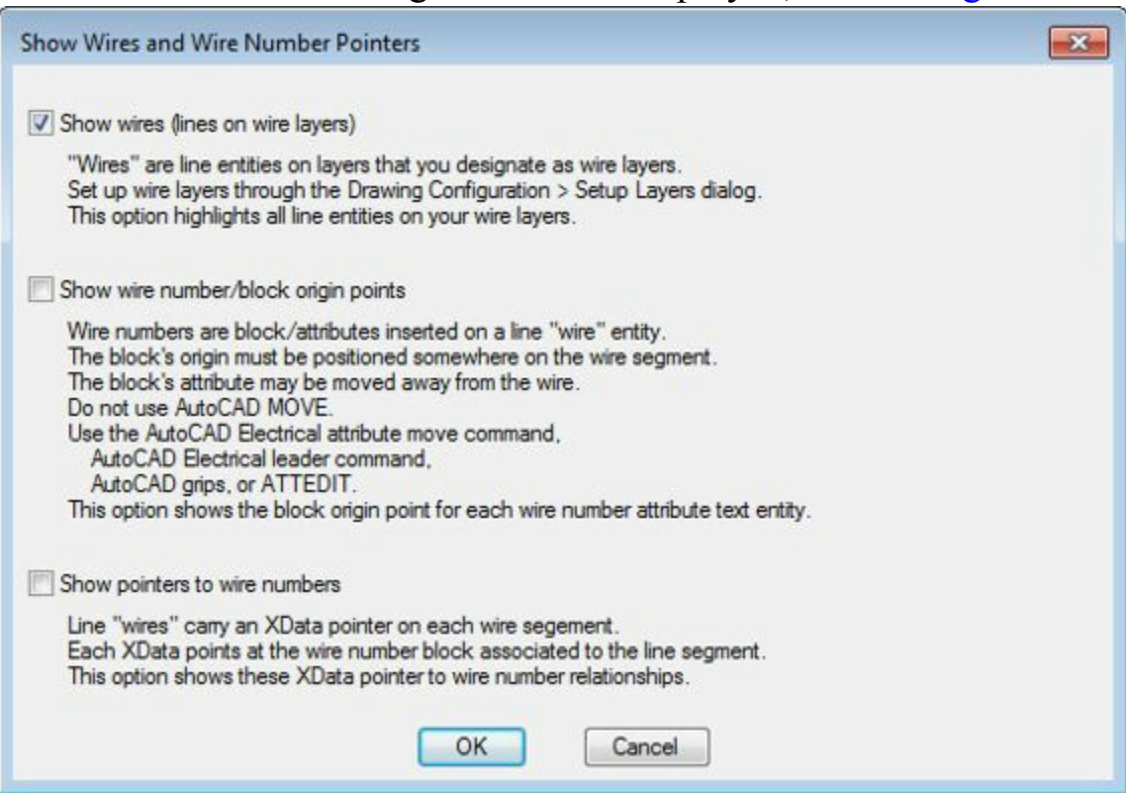 Show Wires and Wire Number Pointers
Show wires (lines on wire layers)
"Wires" are line entities on layers that you designate as wire layers.
Set up wire layers through the Drawing Configuration > Setup Layers dialog.
This option highlights all line entities on your wire layers.
Show wire number/block origin points
Wire numbers are block/attributes inserted on a line "wire" entity.
The block's origin must be positioned somewhere on the wire segment.
The block's attribute may be moved away from the wire.
Do not use AutoCAD MOVE.
Use the AutoCAD Electrical attribute move command,
AutoCAD Electrical leader command,
AutoCAD grips, or ATTEDIT.
This option shows the block origin point for each wire number attribute text entity.
Show pointers to wire numbers
Line "wires" carry an XData pointer on each wire segement.
Each XData points at the wire number block associated to the line segment.
This option shows these XData pointer to wire number relationships.
OK Cancel